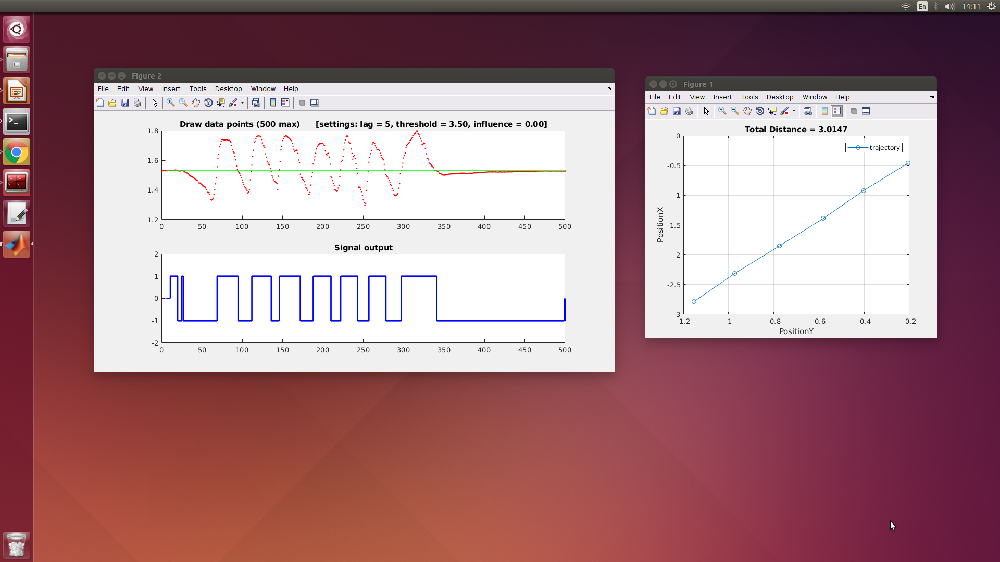 En 14:11
Figure 2
File Edit View Insert Tools Desktop Window Help
Draw data points (500 max) [settings: lag = 5, threshold = 3.50, influence = 0.00]
1.8
1.6
1.4
1.2
0 50 100 150 200 250 300 350 400 450 500
Signal output
2
1
0
-1
-2
0 50 100 150 200 250 300 350 400 450 500
Figure 1
File Edit View Insert Tools Desktop Window Help
Total Distance = 3.0147
trajectory
PositionX
0
-0.5
-1
-1.5
-2
-2.5
-3
-1.2 -1 -0.8 -0.6 -0.4 -0.2
PositionY